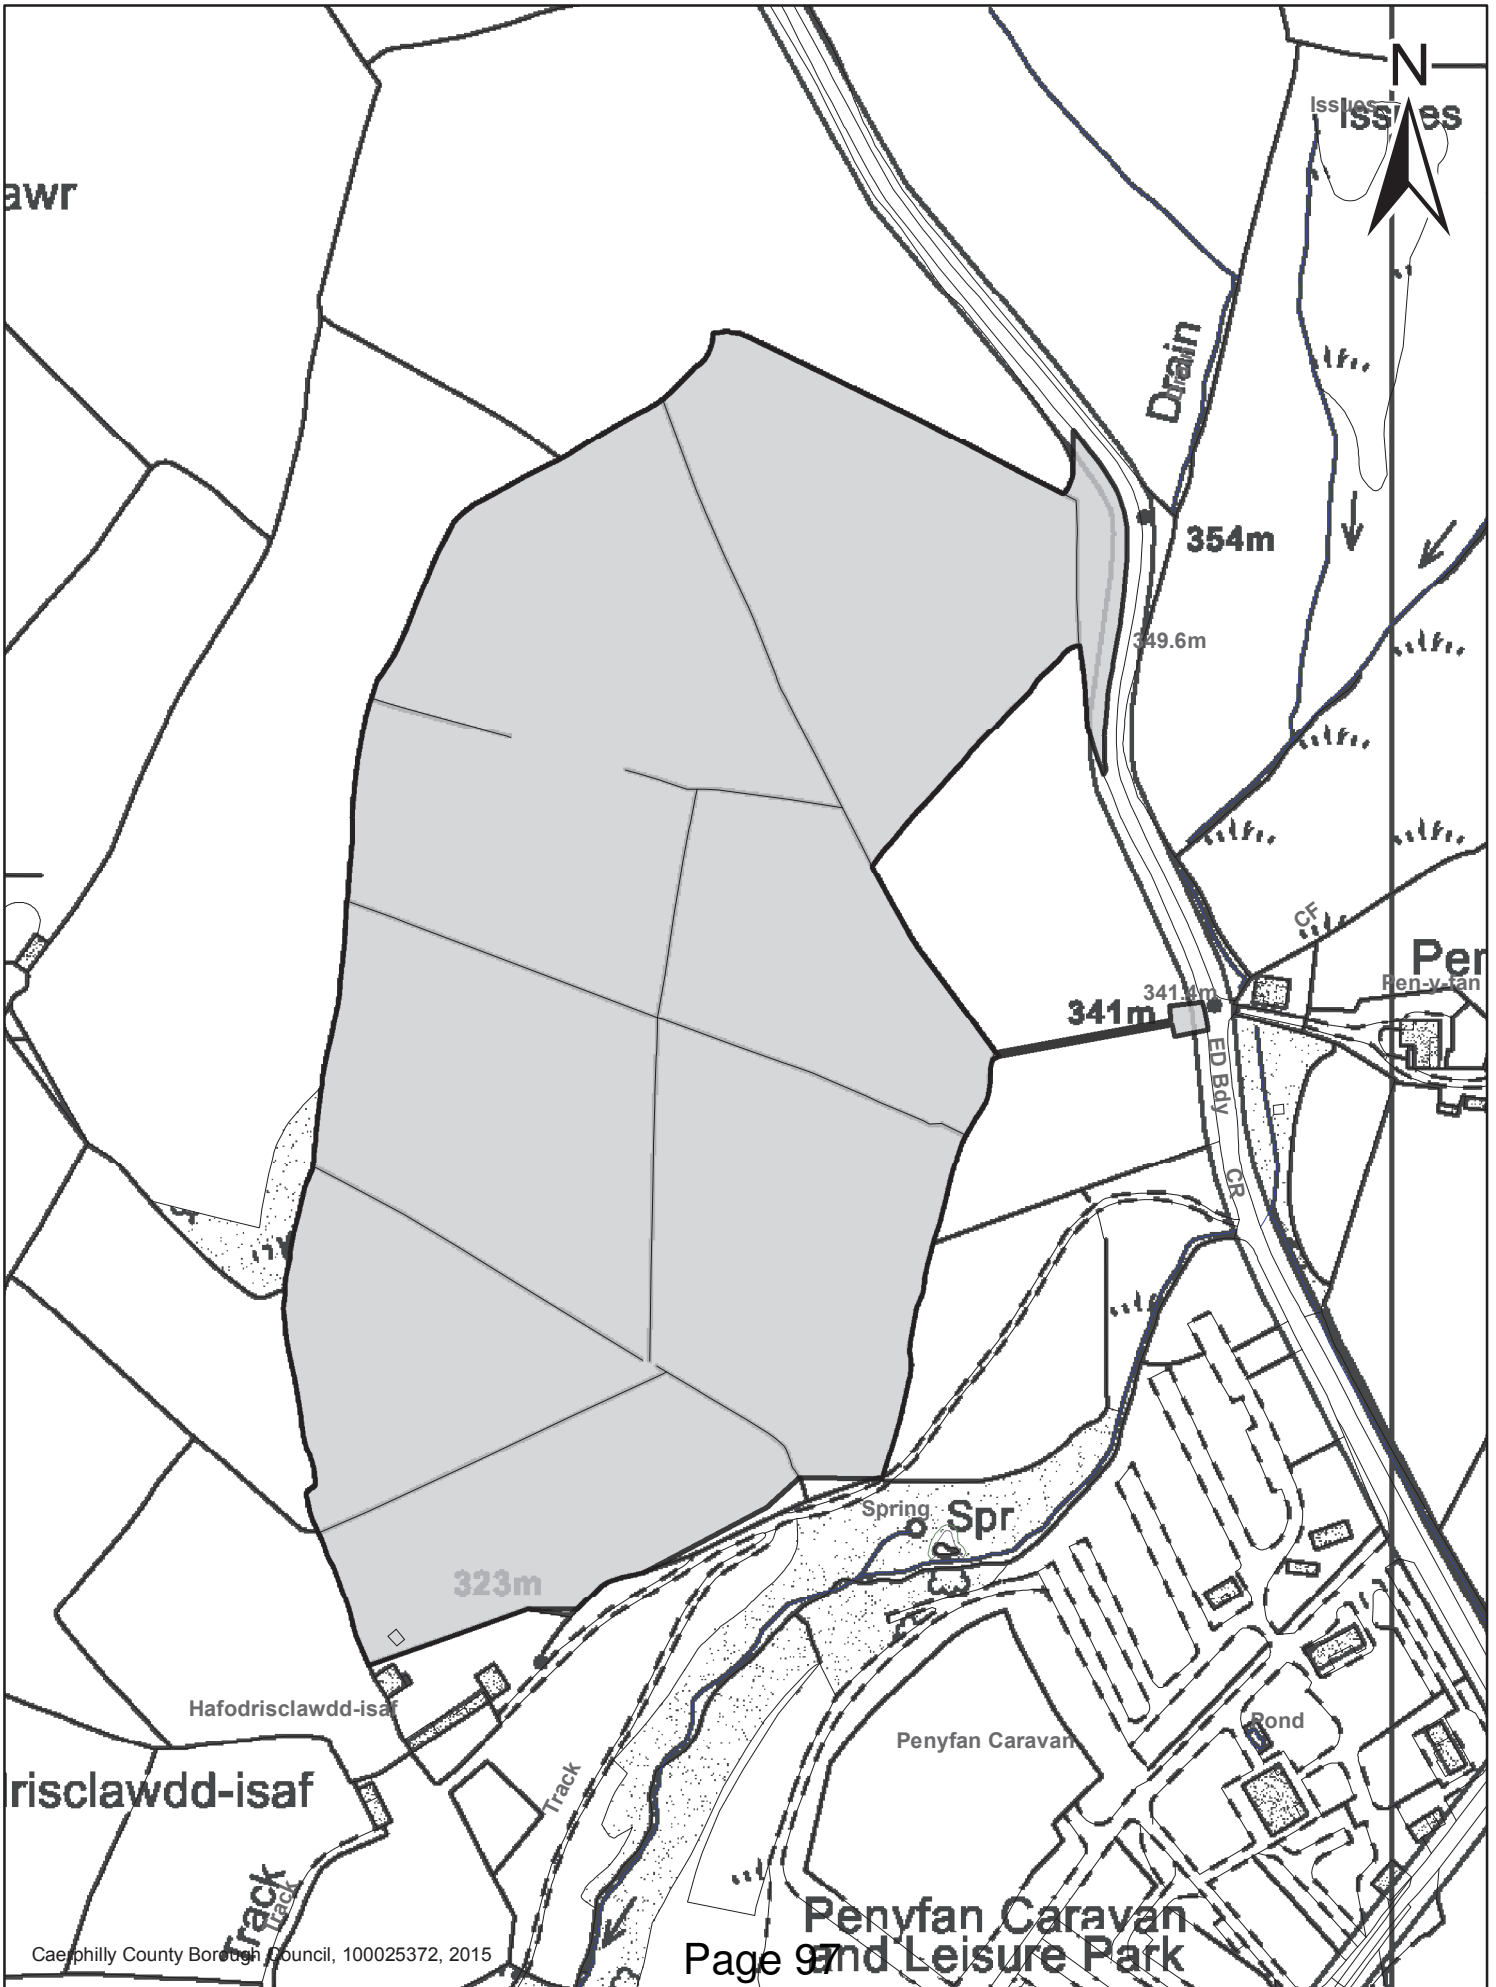 N
Issues
Issues
awr
Drain
354m
349.6m
CF
Pen-y-fan
341.4m
341m
ED Bdy
CR
Spring
Spr
323m
Hafodrisclawdd-isaf
Penyfan Caravan
Pond
risclawdd-isaf
Track
Track
Track
Penyfan Caravan
and Leisure Park
Caerphilly County Borough Council, 100025372, 2015
Page 97